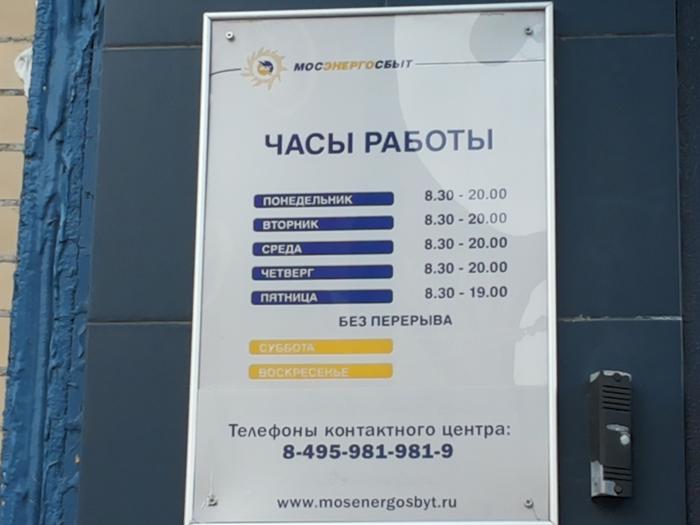 МОСЭНЕРГОСБЫТ
ЧАСЫ РАБОТЫ
ПОНЕДЕЛЬНИК 8.30 - 20.00
ВТОРНИК 8.30 - 20.00
СРЕДА 8.30 - 20.00
ЧЕТВЕРГ 8.30 - 20.00
ПЯТНИЦА 8.30 - 19.00
БЕЗ ПЕРЕРЫВА
СУББОТА
ВОСКРЕСЕНЬЕ
Телефоны контактного центра:
8-495-981-981-9
www.mosenergosbyt.ru